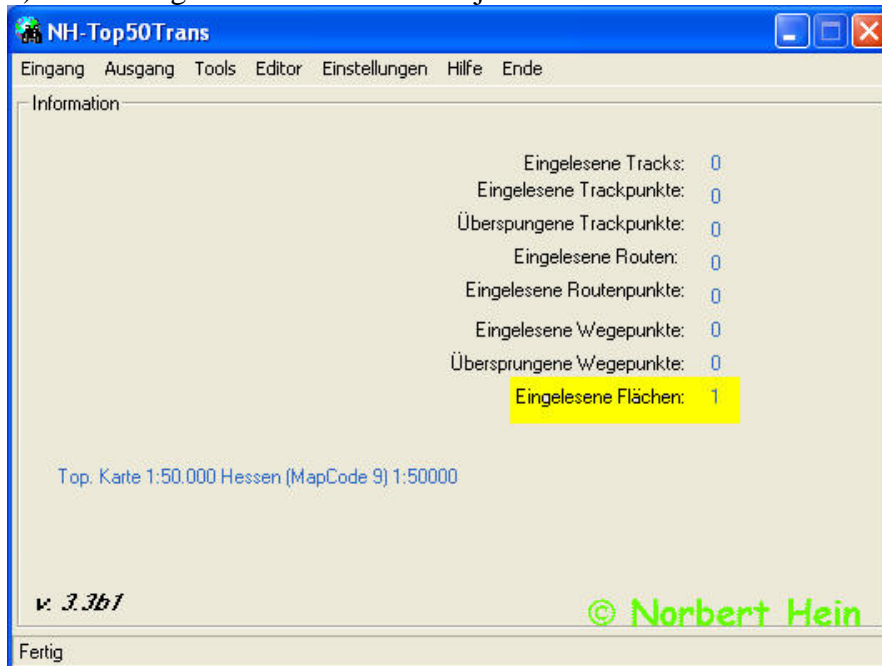 NH-Top50Trans
Eingang Ausgang Tools Editor Einstellungen Hilfe Ende
Information
Eingelesene Tracks: 0
Eingelesene Trackpunkte: 0
Überspungene Trackpunkte: 0
Eingelesene Routen: 0
Eingelesene Routenpunkte: 0
Eingelesene Wegepunkte: 0
Übersprungene Wegepunkte: 0
Eingelesene Flächen: 1
Top. Karte 1:50.000 Hessen (MapCode 9) 1:50000
v: 3.3b1
© Norbert Hein
Fertig